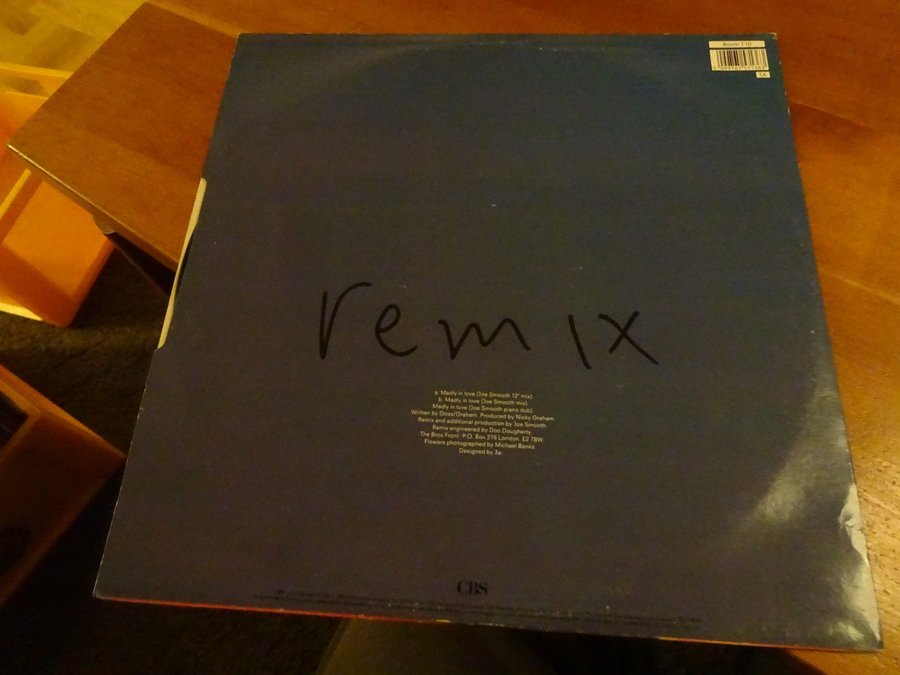 Atom T10
TA
remix
a. Madly in love (Joe Smooth 12" mix).
b. Madly in love (Joe Smooth mix).
Madly in love (Joe Smooth piano dub).
Written by Goss/Graham. Produced by Nicky Graham.
Remix and additional production by Joe Smooth.
Remix engineered by Doc Dougherty.
The Bros Front: P.O. Box 276 London. E2 7BW.
Flowers photographed by Michael Banks.
Designed by 3a.
CBS